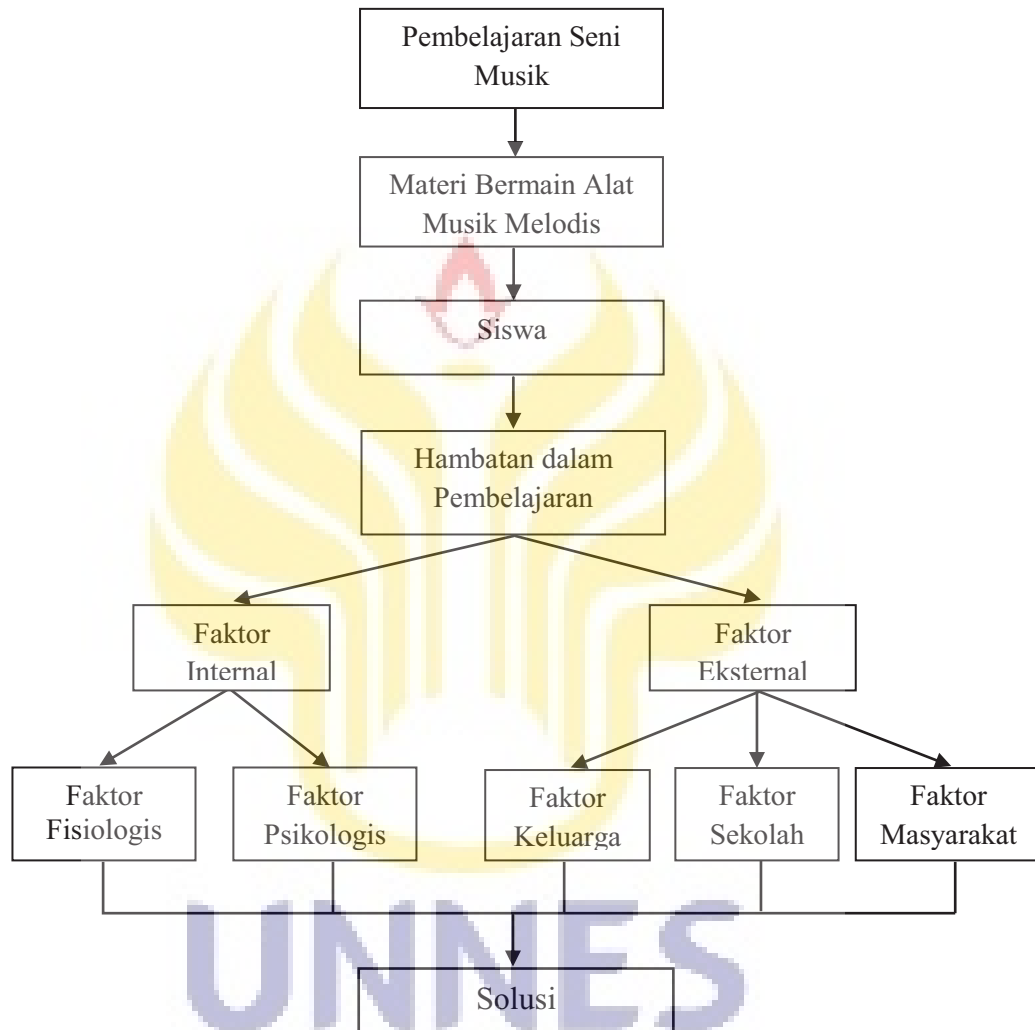 Pembelajaran Seni
Musik
Materi Bermain Alat
Musik Melodis
Siswa
Hambatan dalam
Pembelajaran
Faktor
Internal
Faktor
Eksternal
Faktor
Fisiologis
Faktor
Psikologis
Faktor
Keluarga
Faktor
Sekolah
Faktor
Masyarakat
UNNES
Solusi